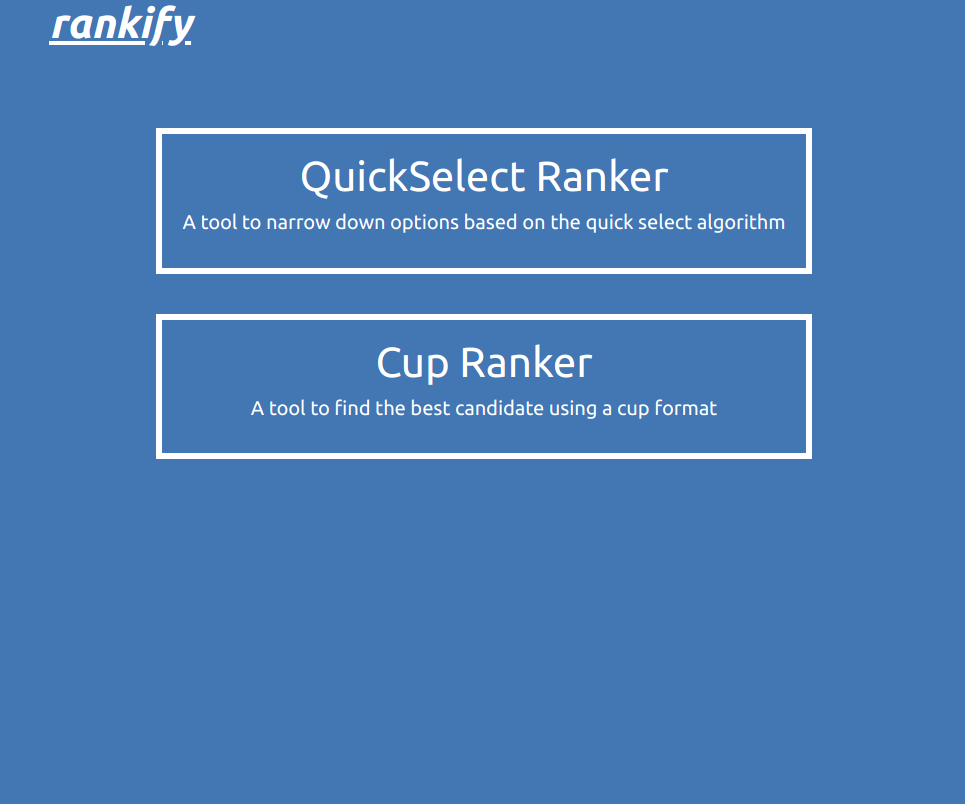 rankify
QuickSelect Ranker
A tool to narrow down options based on the quick select algorithm
Cup Ranker
A tool to find the best candidate using a cup format